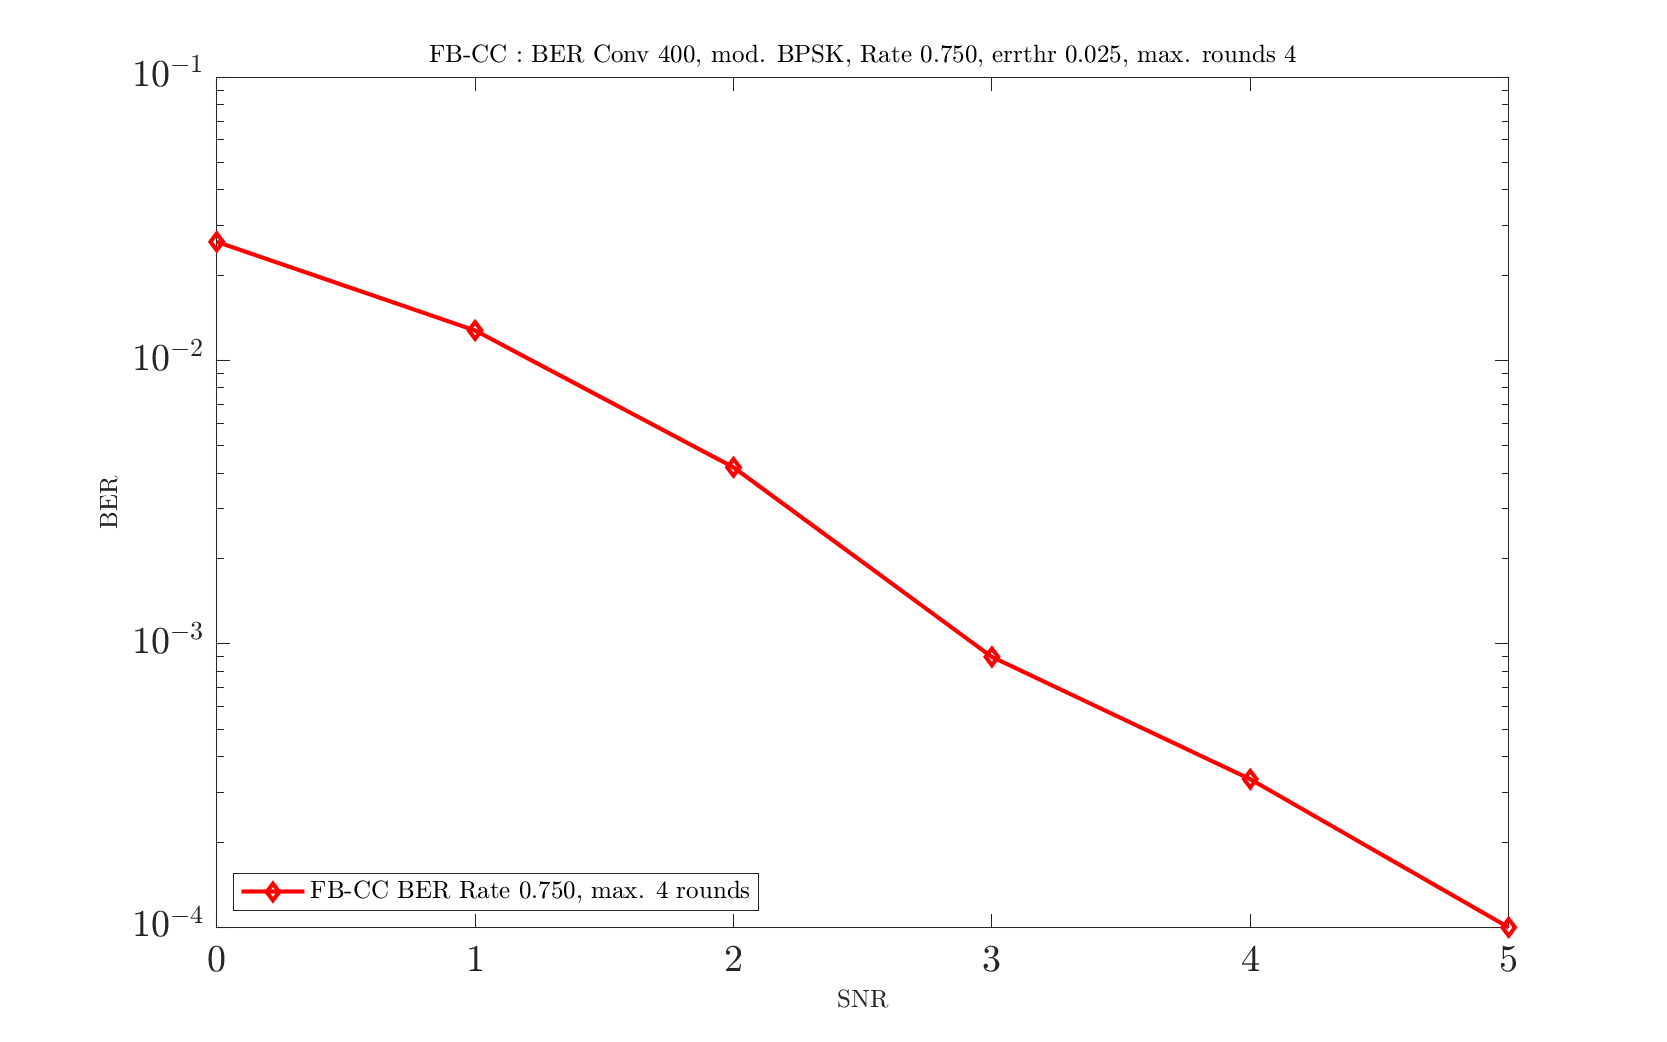 FB-CC : BER Conv 400, mod. BPSK, Rate 0.750, errthr 0.025, max. rounds 4
10⁻¹
10⁻²
10⁻³
10⁻⁴
BER
FB-CC BER Rate 0.750, max. 4 rounds
0 1 2 3 4 5
SNR